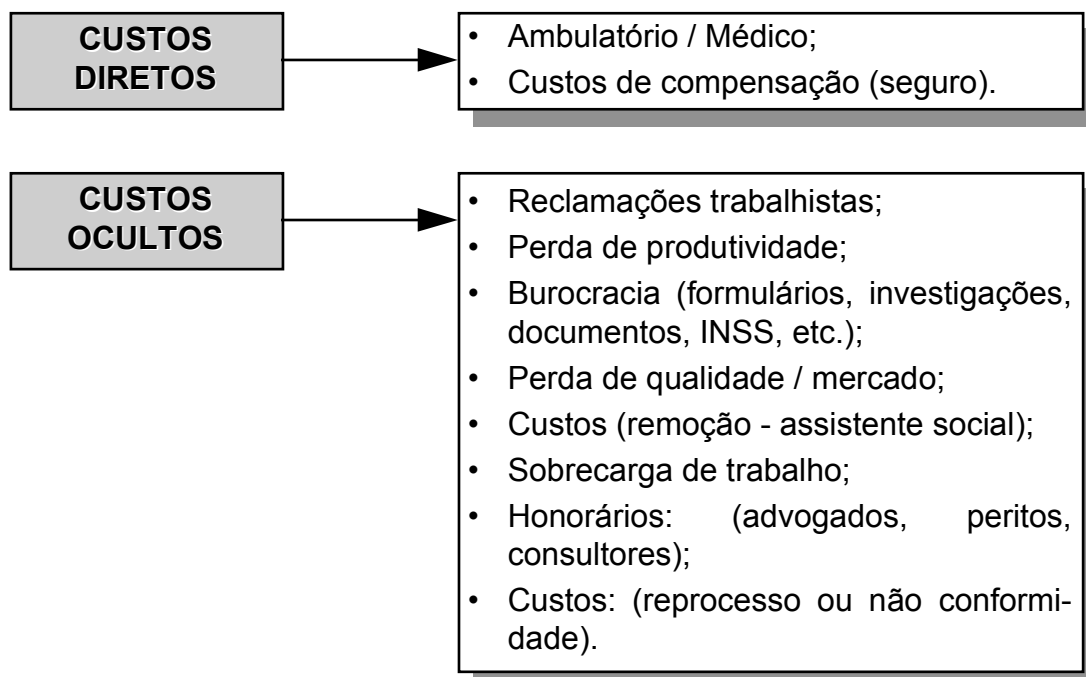 CUSTOS
DIRETOS
• Ambulatório / Médico;
• Custos de compensação (seguro).
CUSTOS
OCULTOS
• Reclamações trabalhistas;
• Perda de produtividade;
• Burocracia (formulários, investigações,
documentos, INSS, etc.);
• Perda de qualidade / mercado;
• Custos (remoção - assistente social);
• Sobrecarga de trabalho;
• Honorários: (advogados, peritos,
consultores);
• Custos: (reprocesso ou não conformi-
dade).